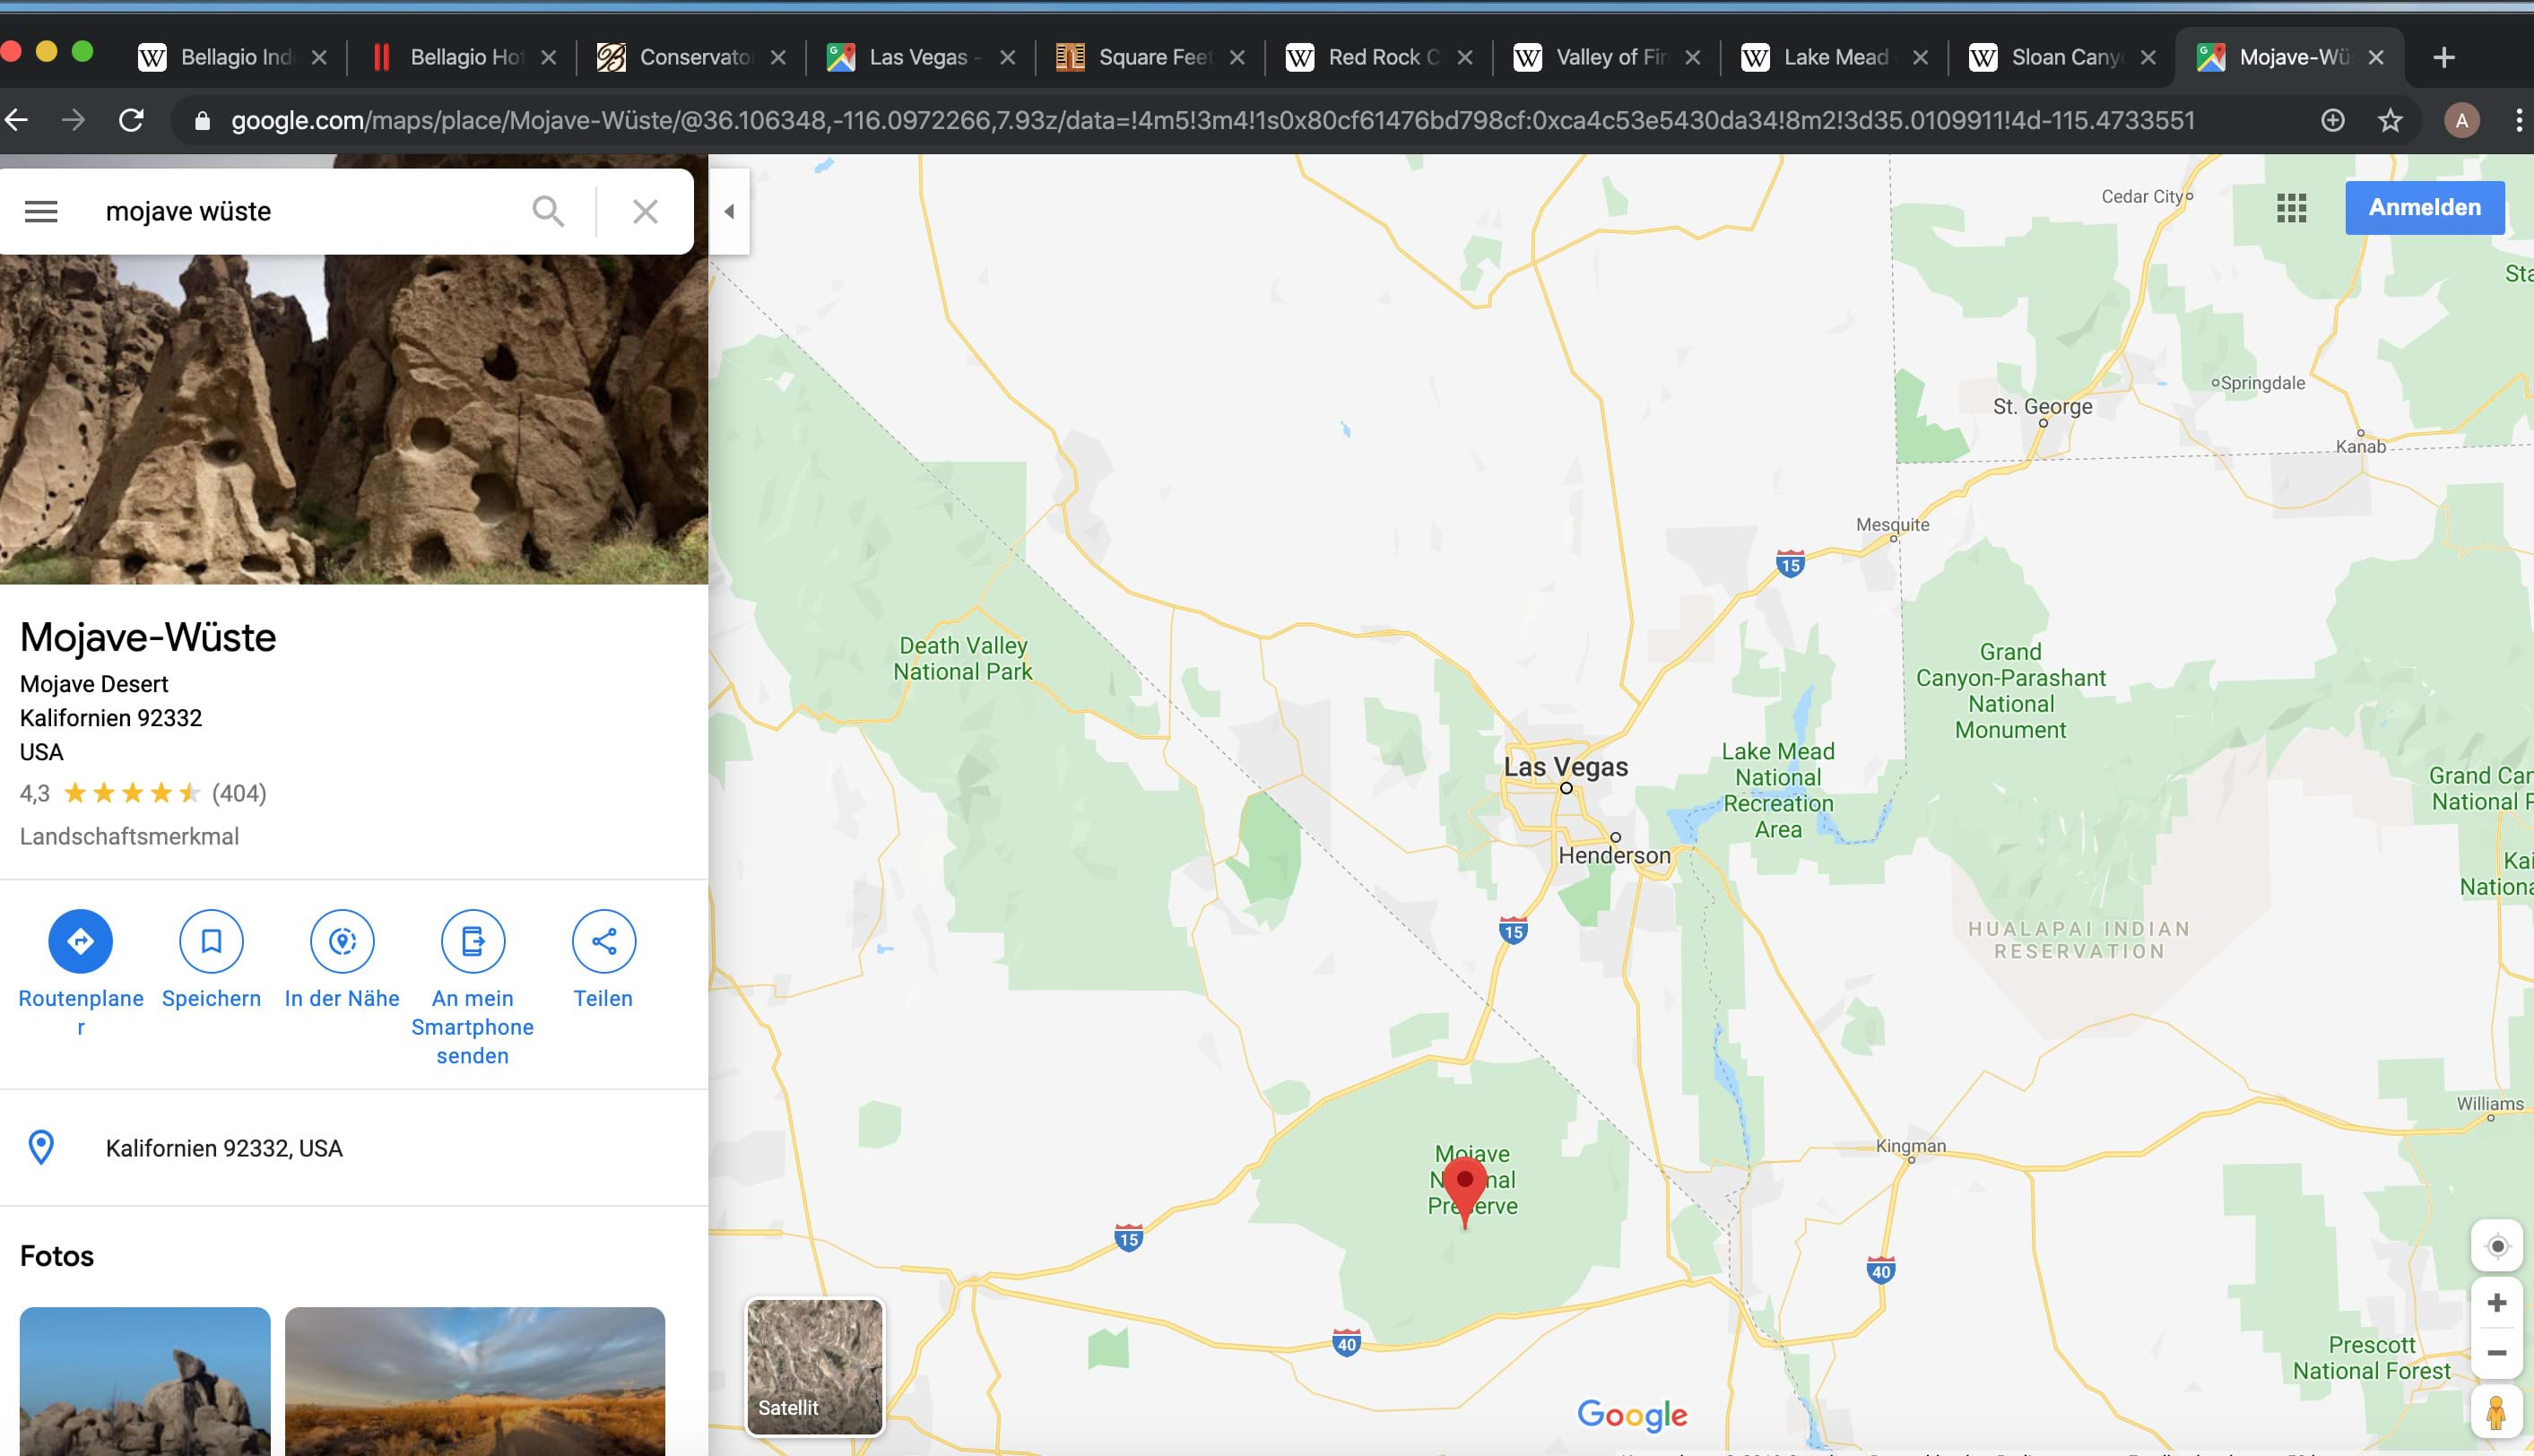 Bellagio Ind
Bellagio Hot
Conservator
Las Vegas -
Square Feet
Red Rock C
Valley of Fir
Lake Mead -
Sloan Canyo
Mojave-Wü
google.com/maps/place/Mojave-Wüste/@36.106348,-116.0972266,7.93z/data=!4m5!3m4!1s0x80cf61476bd798cf:0xca4c53e5430da34!8m2!3d35.0109911!4d-115.4733551
A
mojave wüste
Mojave-Wüste
Mojave Desert
Kalifornien 92332
USA
4,3 (404)
Landschaftsmerkmal
Routenplane
r
Speichern
In der Nähe
An mein
Smartphone
senden
Teilen
Kalifornien 92332, USA
Fotos
Satellit
Anmelden
Cedar City
Sta
Springdale
St. George
Kanab
Mesquite
15
Death Valley
National Park
Grand
Canyon-Parashant
National
Monument
Las Vegas
Lake Mead
National
Recreation
Area
Grand Can
National P
Henderson
Kai
Nationa
15
HUALAPAI INDIAN
RESERVATION
Williams
Kingman
Mojave
National
Preserve
15
40
40
Prescott
National Forest
Google